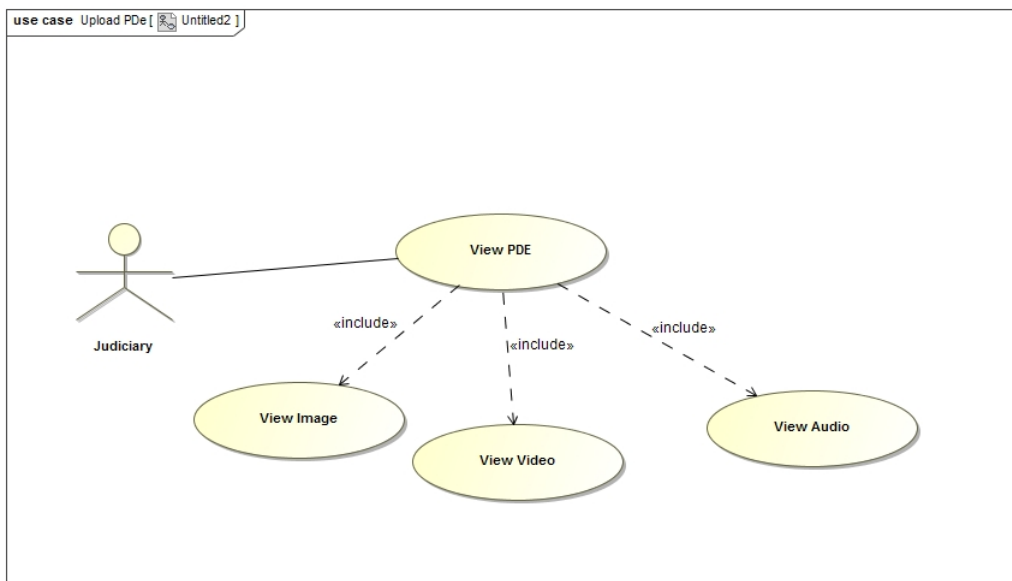 use case Upload PDe [ Untitled2 ]
View PDE
Judiciary
«include»
«include»
«include»
View Image
View Video
View Audio